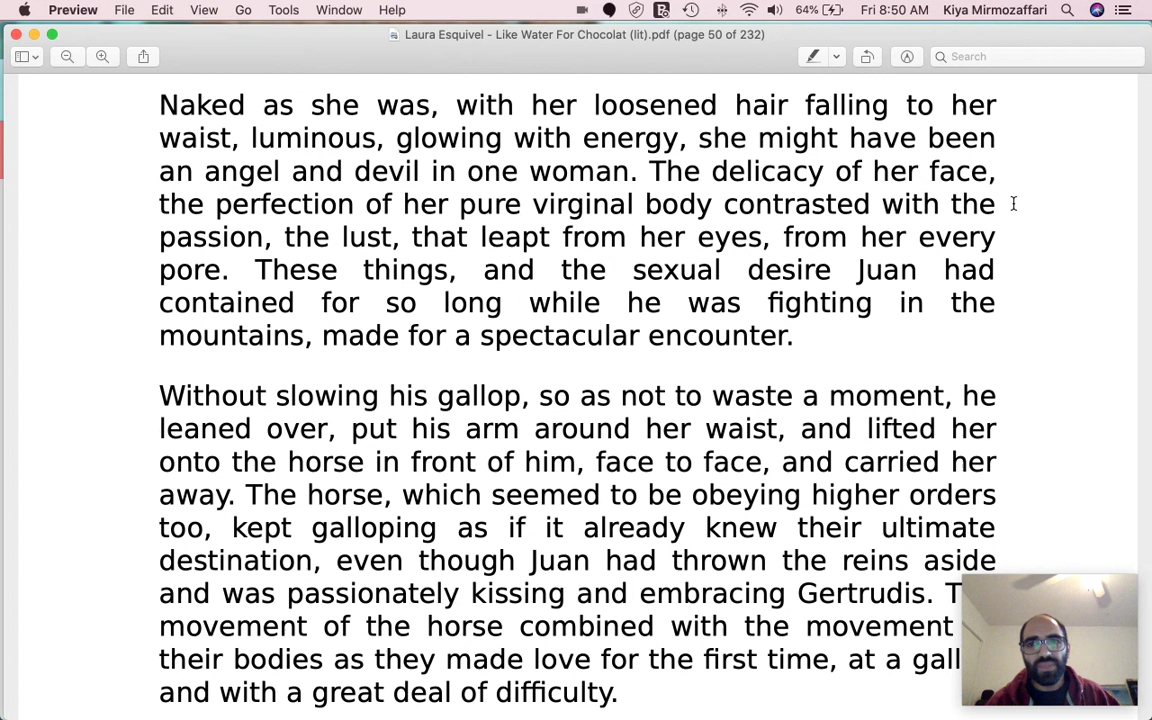 Preview File Edit View Go Tools Window Help 64% Fri 8:50 AM Kiya Mirmozaffari
Laura Esquivel - Like Water For Chocolat (lit).pdf (page 50 of 232)
Search
Naked as she was, with her loosened hair falling to her
waist, luminous, glowing with energy, she might have been
an angel and devil in one woman. The delicacy of her face,
the perfection of her pure virginal body contrasted with the
passion, the lust, that leapt from her eyes, from her every
pore. These things, and the sexual desire Juan had
contained for so long while he was fighting in the
mountains, made for a spectacular encounter.
Without slowing his gallop, so as not to waste a moment, he
leaned over, put his arm around her waist, and lifted her
onto the horse in front of him, face to face, and carried her
away. The horse, which seemed to be obeying higher orders
too, kept galloping as if it already knew their ultimate
destination, even though Juan had thrown the reins aside
and was passionately kissing and embracing Gertrudis.
movement of the horse combined with the movement
their bodies as they made love for the first time, at a
and with a great deal of difficulty.